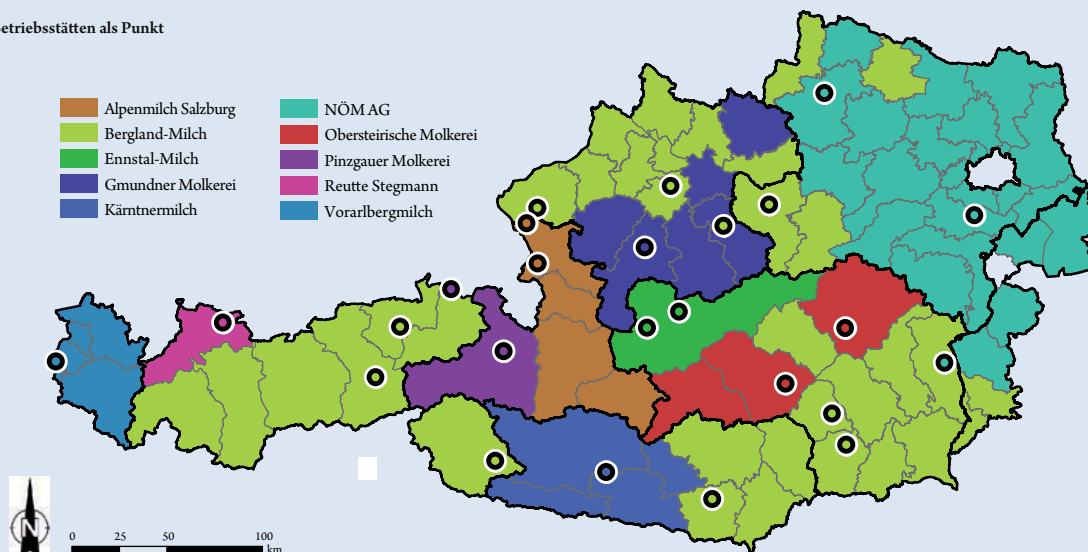 Betriebsstätten als Punkt
Alpenmilch Salzburg
Bergland-Milch
Ennstal-Milch
Gmundner Molkerei
Kärntnermilch
NÖM AG
Obersteirische Molkerei
Pinzgauer Molkerei
Reutte Stegmann
Vorarlbergmilch
N
0 25 50 100
km